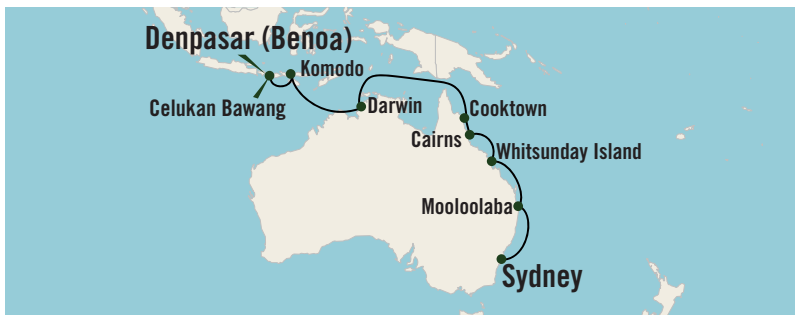 Denpasar (Benoa)
Komodo
Celukan Bawang
Darwin
Cooktown
Cairns
Whitsunday Island
Mooloolaba
Sydney